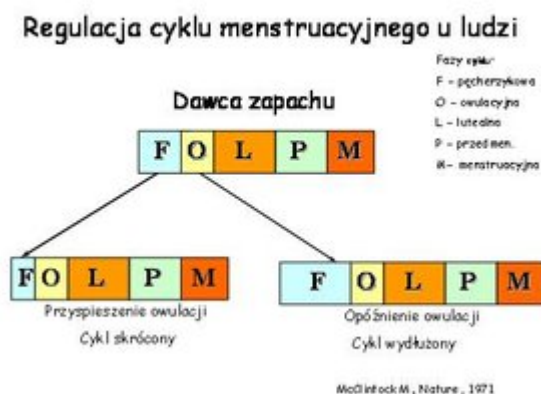 Regulacja cyklu menstruacyjnego u ludzi
Fazy cyklu:
F - pęcherzykowa
O - owulacyjna
L - lutealna
P - przedmen.
M - menstruacyjna
Dawca zapachu
F O L P M
F O L P M
Przyspieszenie owulacji
Cykl skrócony
F O L P M
Opóźnienie owulacji
Cykl wydłużony
McClintock M, Nature, 1971